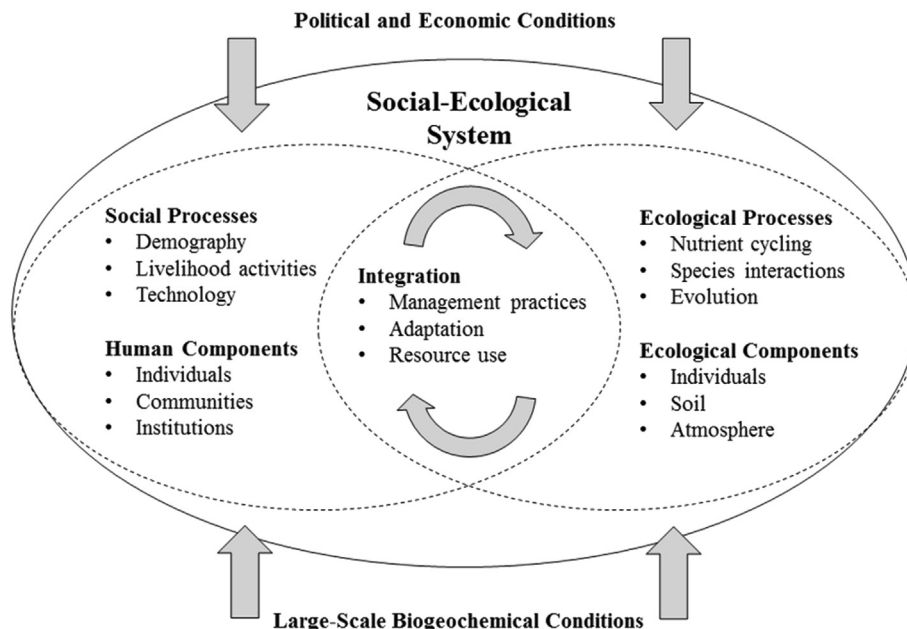 Political and Economic Conditions
Social-Ecological
System
Social Processes
• Demography
• Livelihood activities
• Technology
Human Components
• Individuals
• Communities
• Institutions
Integration
• Management practices
• Adaptation
• Resource use
Ecological Processes
• Nutrient cycling
• Species interactions
• Evolution
Ecological Components
• Individuals
• Soil
• Atmosphere
Large-Scale Biogeochemical Conditions